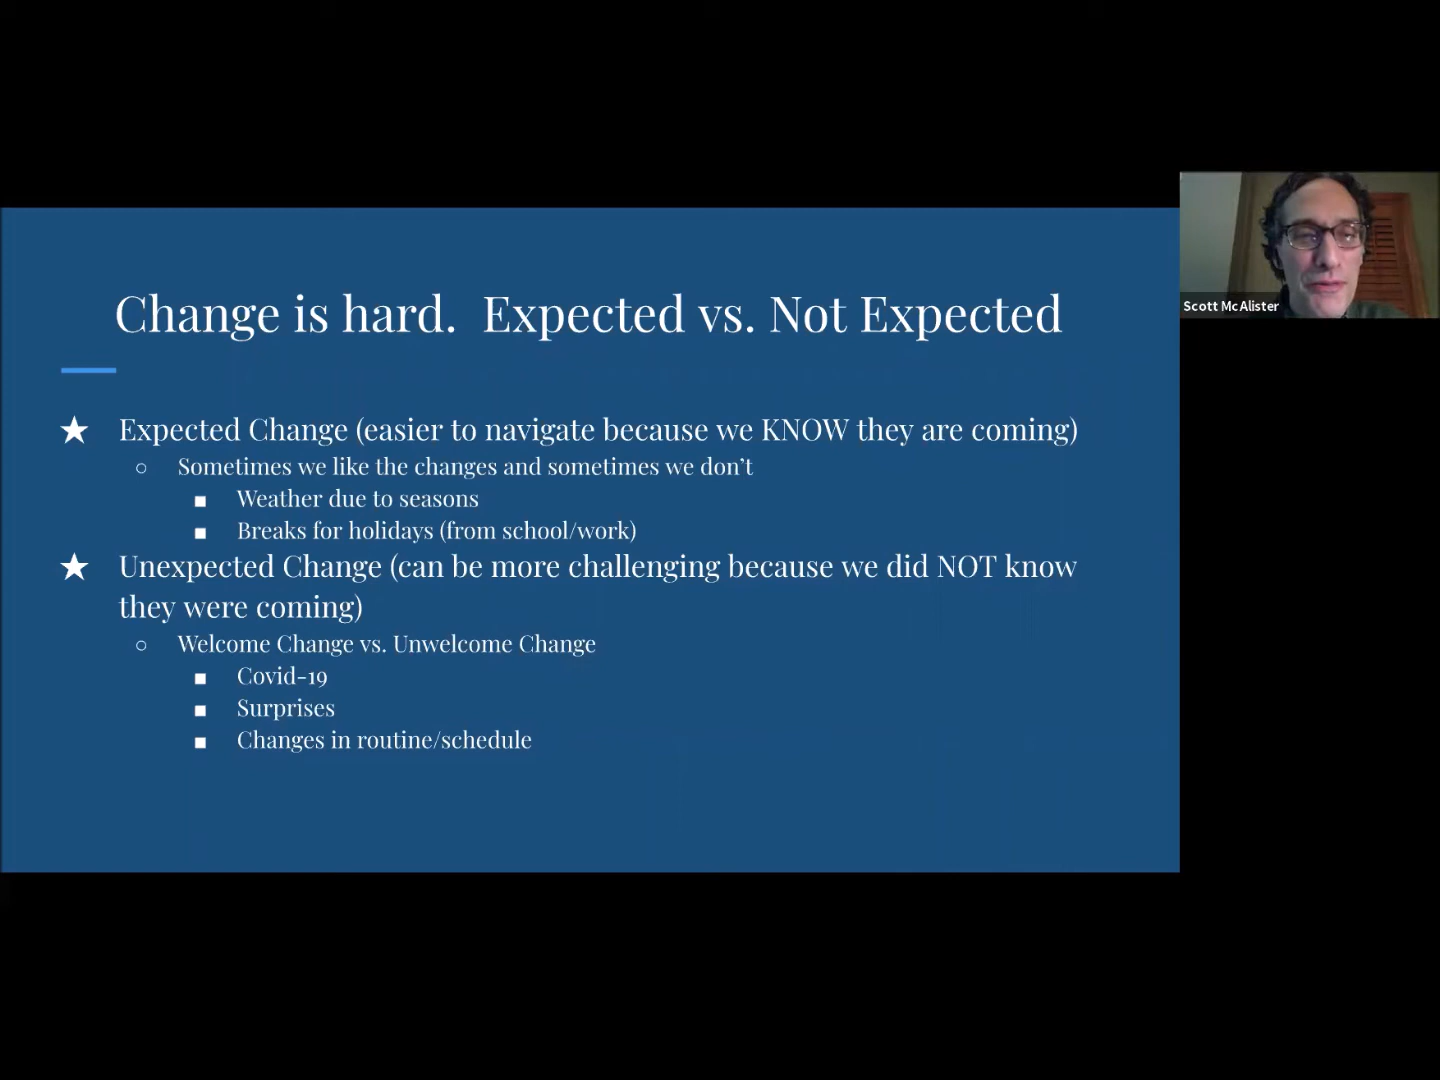 Change is hard.  Expected vs. Not Expected
★ Expected Change (easier to navigate because we KNOW they are coming)
○ Sometimes we like the changes and sometimes we don’t
■ Weather due to seasons
■ Breaks for holidays (from school/work)
★ Unexpected Change (can be more challenging because we did NOT know
they were coming)
○ Welcome Change vs. Unwelcome Change
■ Covid-19
■ Surprises
■ Changes in routine/schedule
Scott McAlister